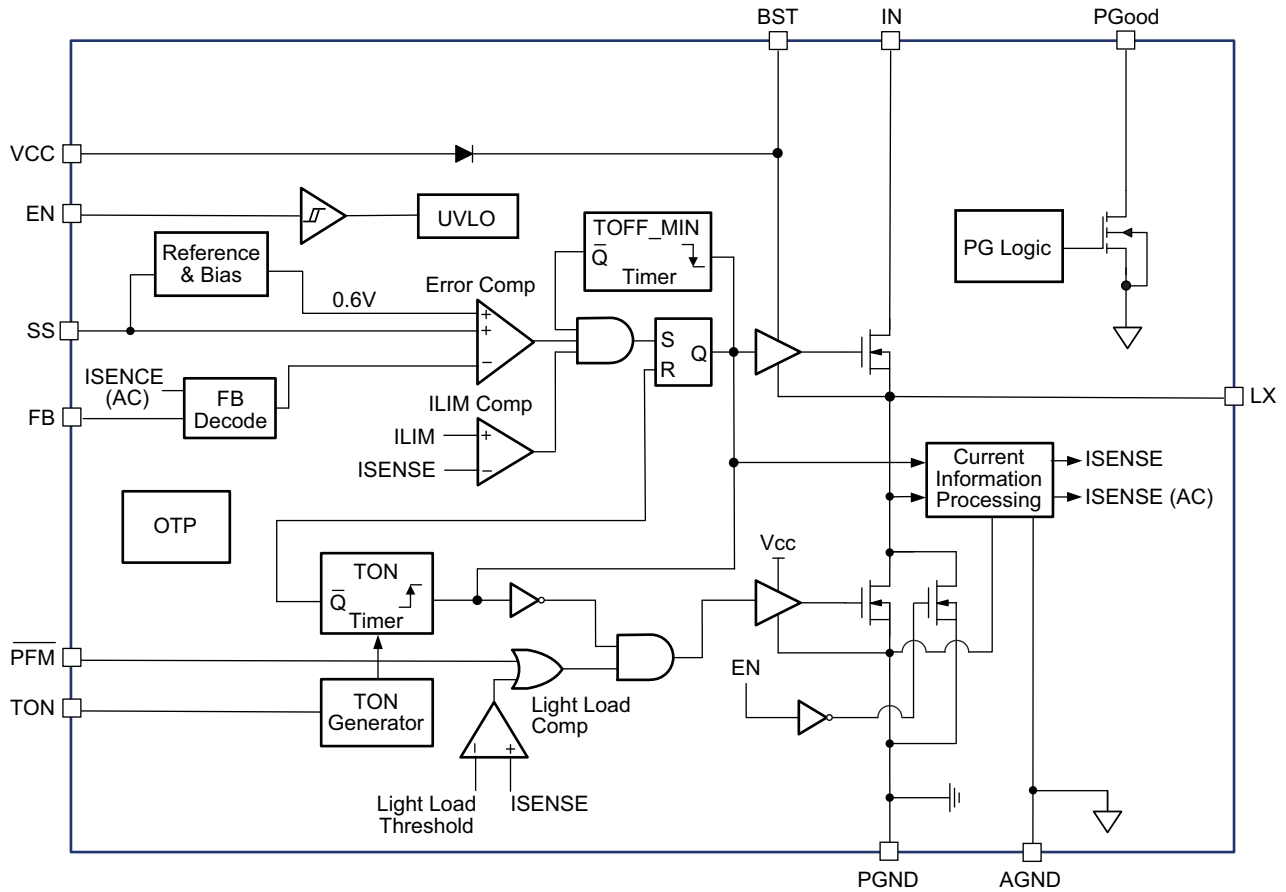 BST
IN
PGood
VCC
EN
UVLO
TOFF_MIN
Q̅
Timer
PG Logic
Reference
& Bias
0.6V
Error Comp
+
+
−
SS
S
R
Q
ISENCE
(AC)
FB
Decode
FB
LX
ILIM Comp
ILIM
+
ISENSE
−
Current
Information
Processing
ISENSE
ISENSE (AC)
OTP
Vcc
TON
Q̅
Timer
P̅F̅M̅
EN
TON
TON
Generator
Light Load
Comp
−
+
Light Load
Threshold
ISENSE
PGND
AGND